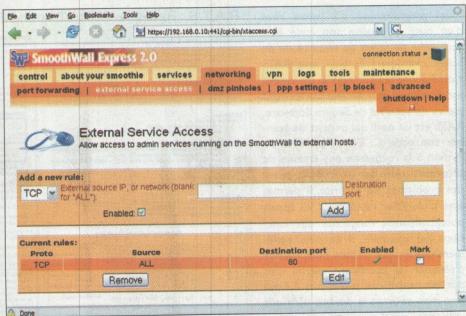 File Edit View Go Bookmarks Tools Help
https://192.168.0.10:441/cgi-bin/xtaccess.cgi
G
SmoothWall Express 2.0
connection status
control about your smoothie services networking vpn logs tools maintenance
port forwarding | external service access | dmz pinholes | ppp settings | ip block | advanced
shutdown | help
External Service Access
Allow access to admin services running on the SmoothWall to external hosts.
Add a new rule:
TCP External source IP, or network (blank for "ALL"): Destination port:
Enabled: Add
Current rules:
Proto Source Destination port Enabled Mark
TCP ALL 80
Remove Edit
Done